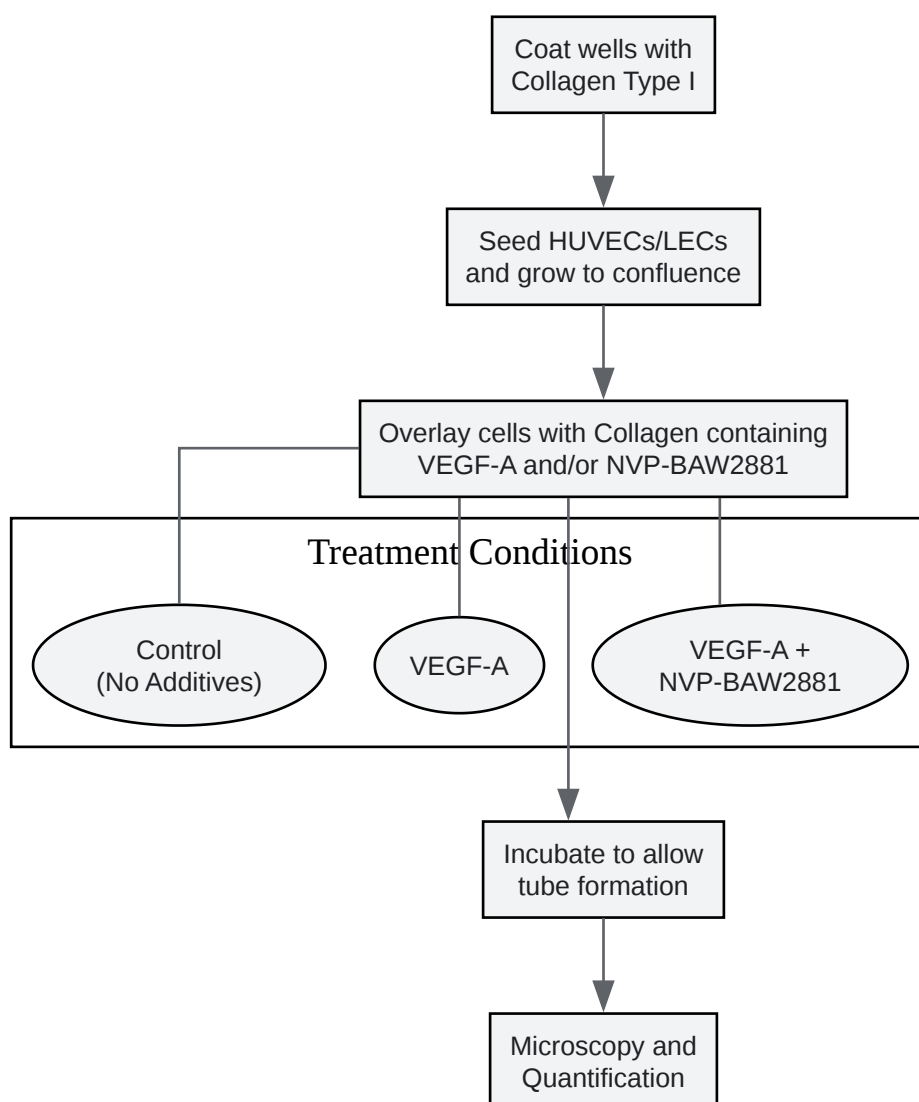 Coat wells with
Collagen Type I
Seed HUVECs/LECs
and grow to confluence
Overlay cells with Collagen containing
VEGF-A and/or NVP-BAW2881
Treatment Conditions
Control
(No Additives)
VEGF-A
VEGF-A +
NVP-BAW2881
Incubate to allow
tube formation
Microscopy and
Quantification